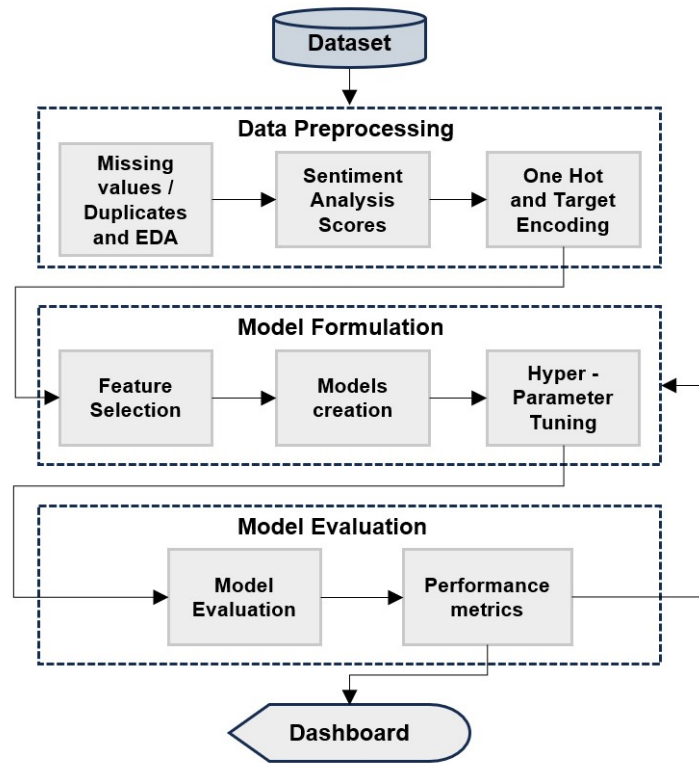 Dataset
Data Preprocessing
Missing
values /
Duplicates
and EDA
Sentiment
Analysis
Scores
One Hot
and Target
Encoding
Model Formulation
Feature
Selection
Models
creation
Hyper -
Parameter
Tuning
Model Evaluation
Model
Evaluation
Performance
metrics
Dashboard